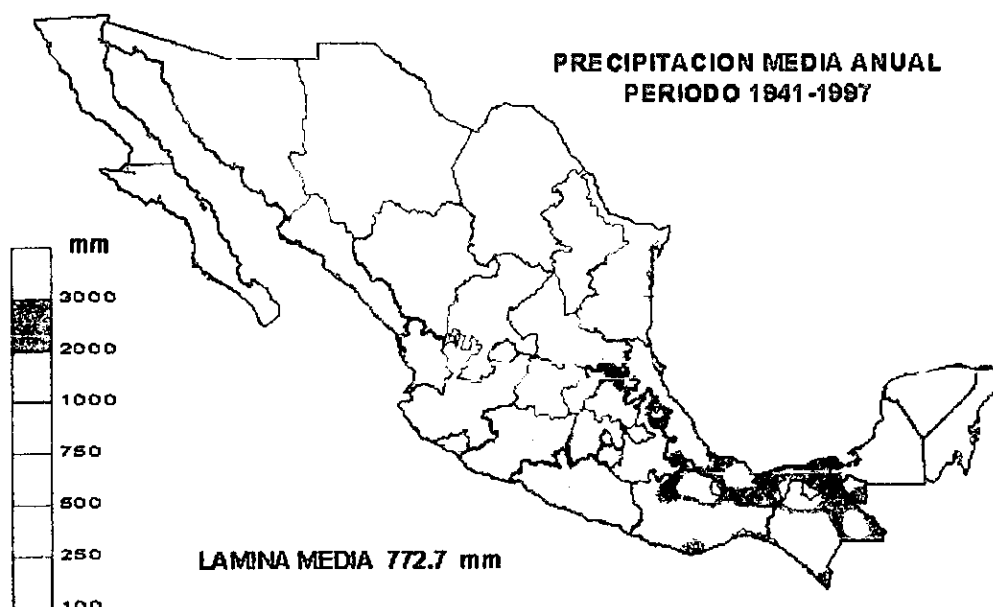 PRECIPITACION MEDIA ANUAL
PERIODO 1941-1997
mm
3000
2000
1000
750
500
250
100
LAMINA MEDIA 772.7 mm